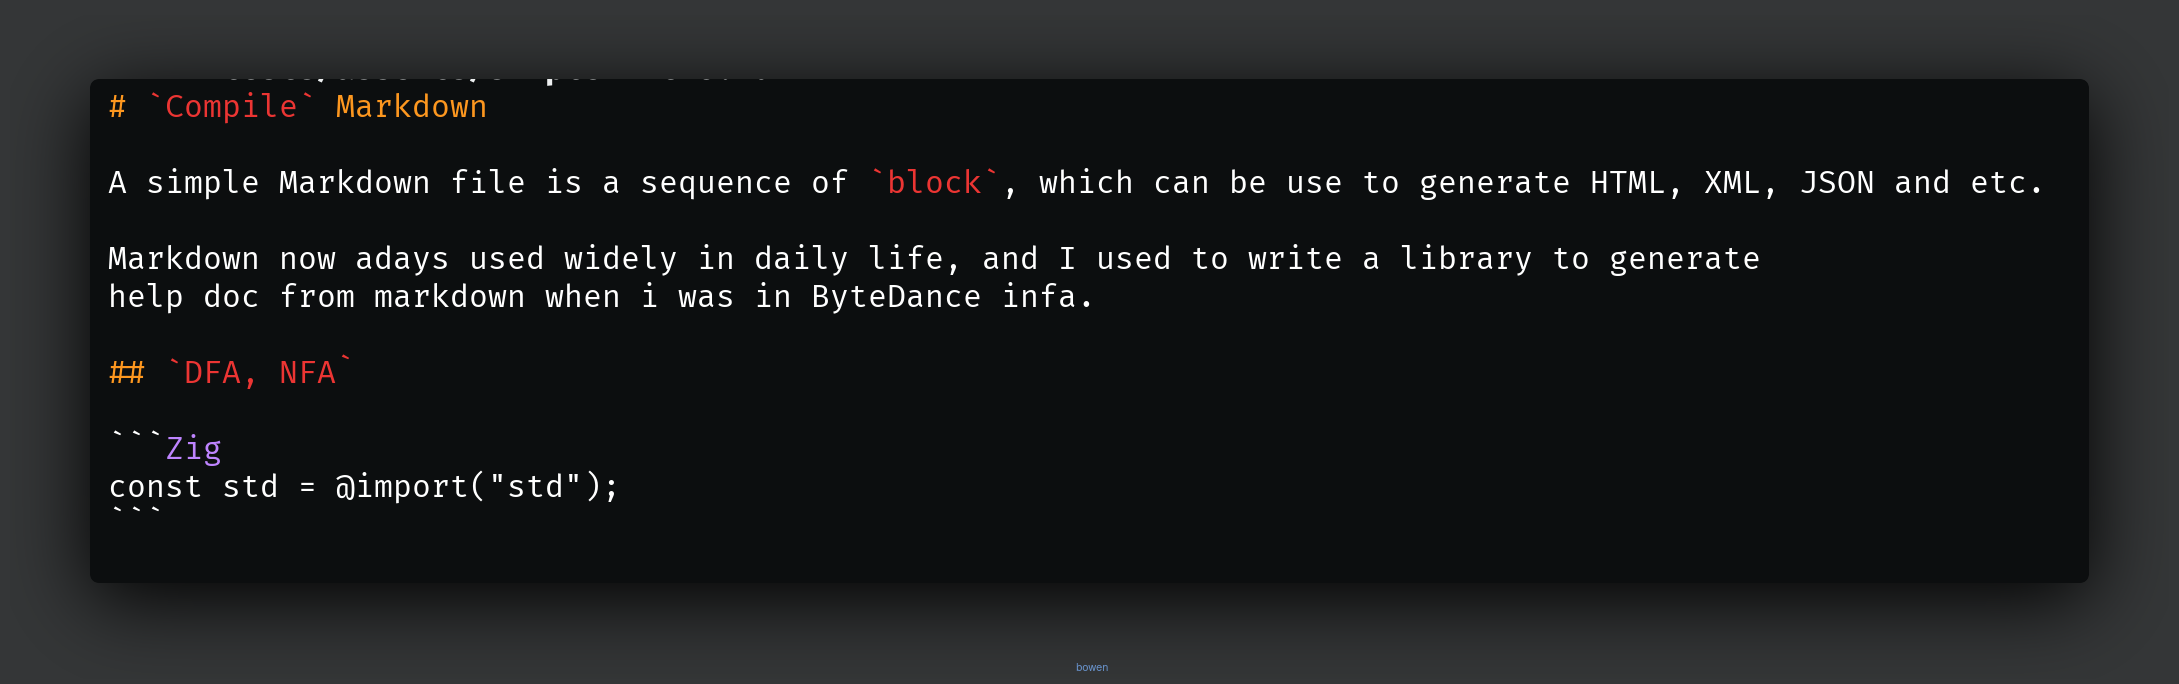 # `Compile` Markdown
A simple Markdown file is a sequence of `block`, which can be use to generate HTML, XML, JSON and etc.
Markdown now adays used widely in daily life, and I used to write a library to generate
help doc from markdown when i was in ByteDance infa.
## `DFA, NFA`
```Zig
const std = @import("std");
```
bowen